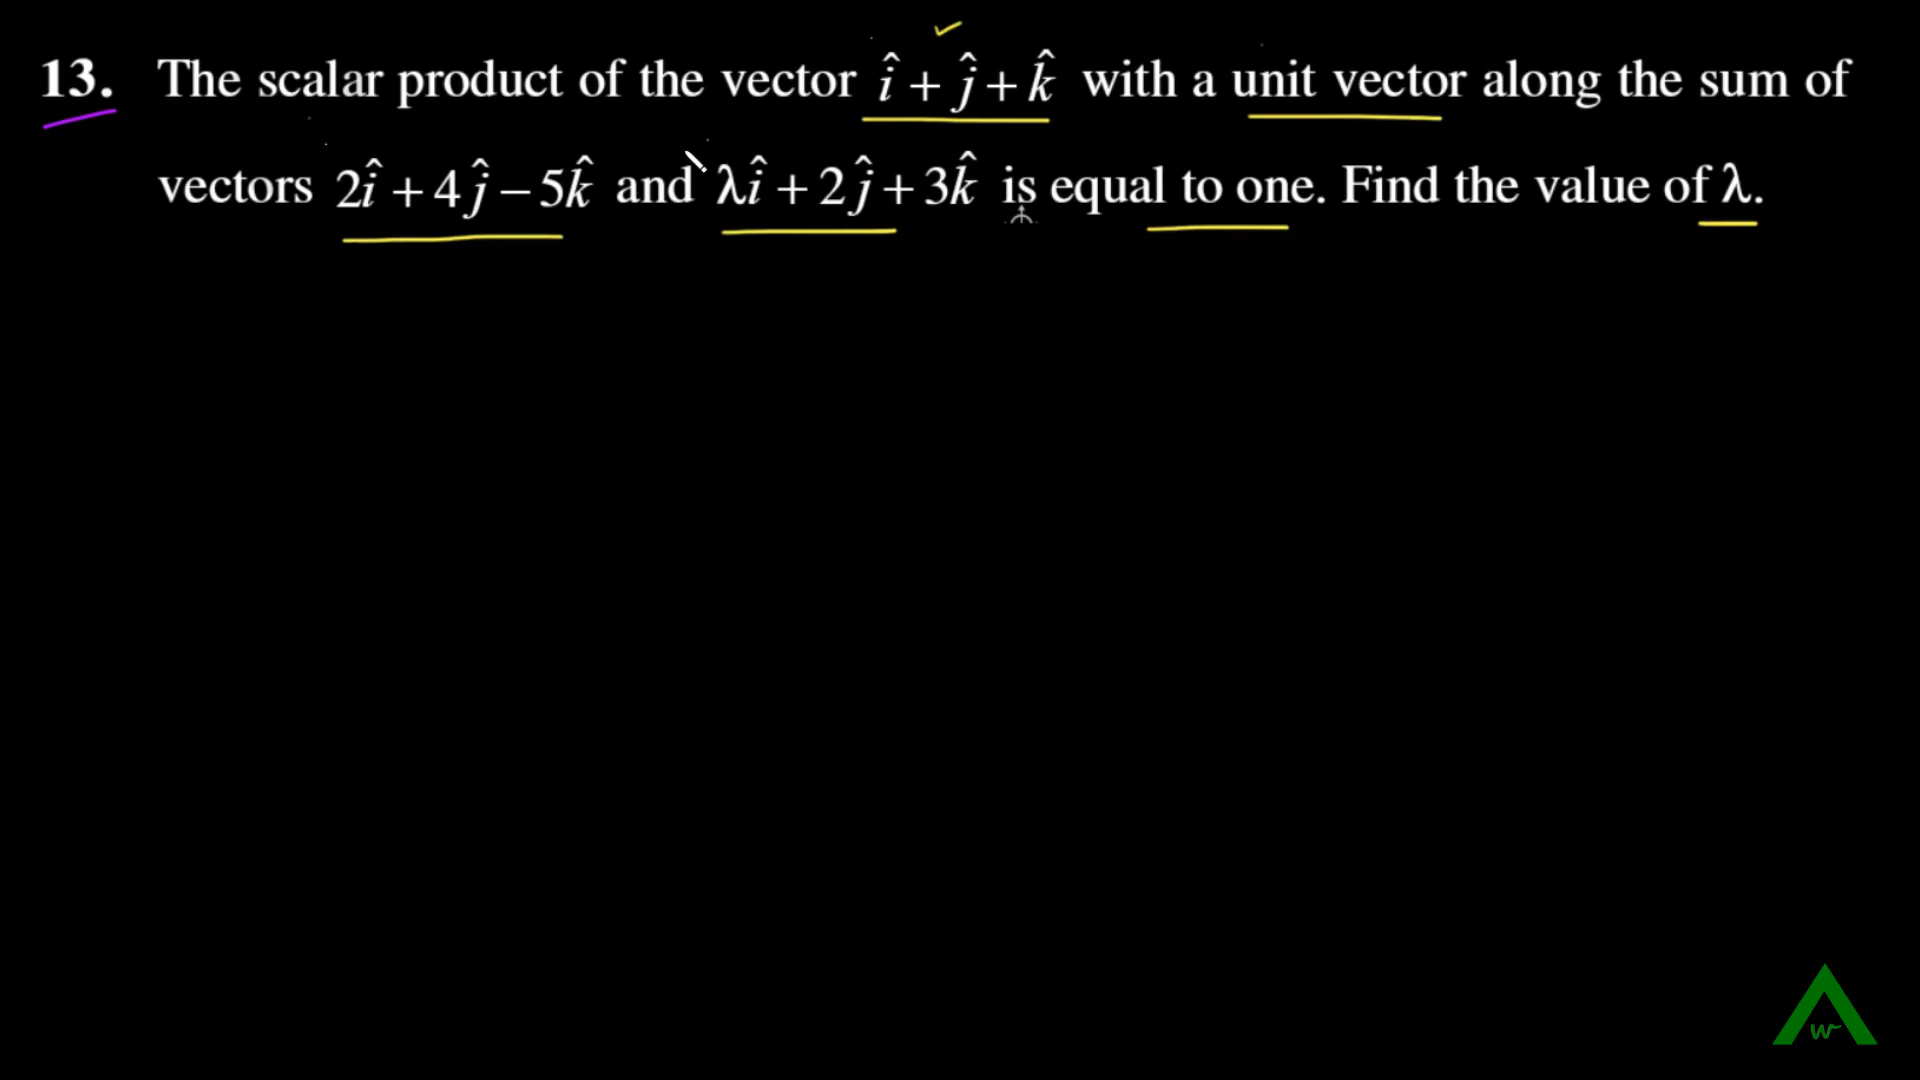 13. The scalar product of the vector î + ĵ + k̂ with a unit vector along the sum of
vectors 2î + 4ĵ − 5k̂ and λî + 2ĵ + 3k̂ is equal to one. Find the value of λ.
w